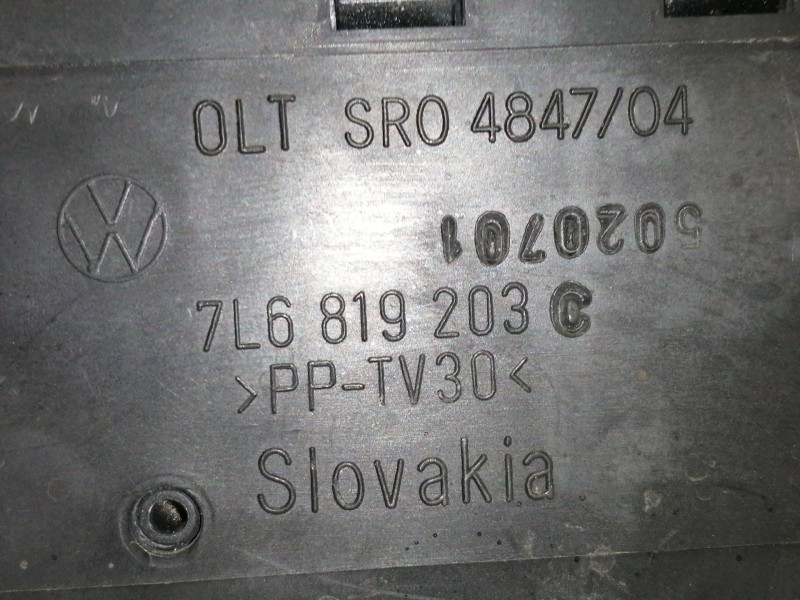 OLT SRO 4847/04
5020701
7L6 819 203 C
>PP-TV30<
Slovakia